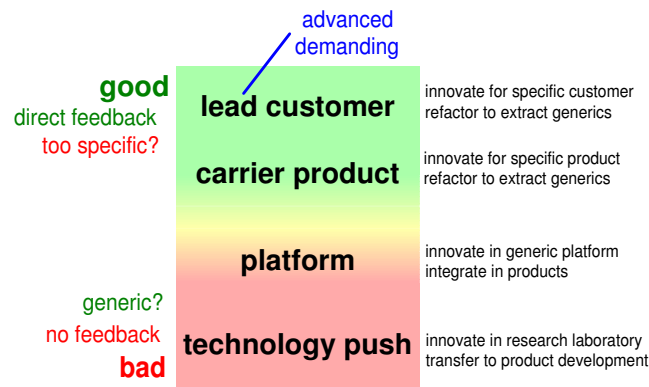 advanced
demanding
good
direct feedback
too specific?
lead customer
innovate for specific customer
refactor to extract generics
carrier product
innovate for specific product
refactor to extract generics
platform
innovate in generic platform
integrate in products
generic?
no feedback
bad
technology push
innovate in research laboratory
transfer to product development